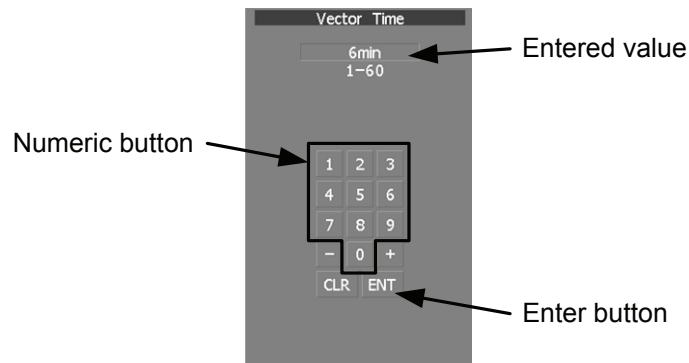 Vector Time
6min
Entered value
1-60
Numeric button
1 2 3
4 5 6
7 8 9
- 0 +
CLR ENT
Enter button